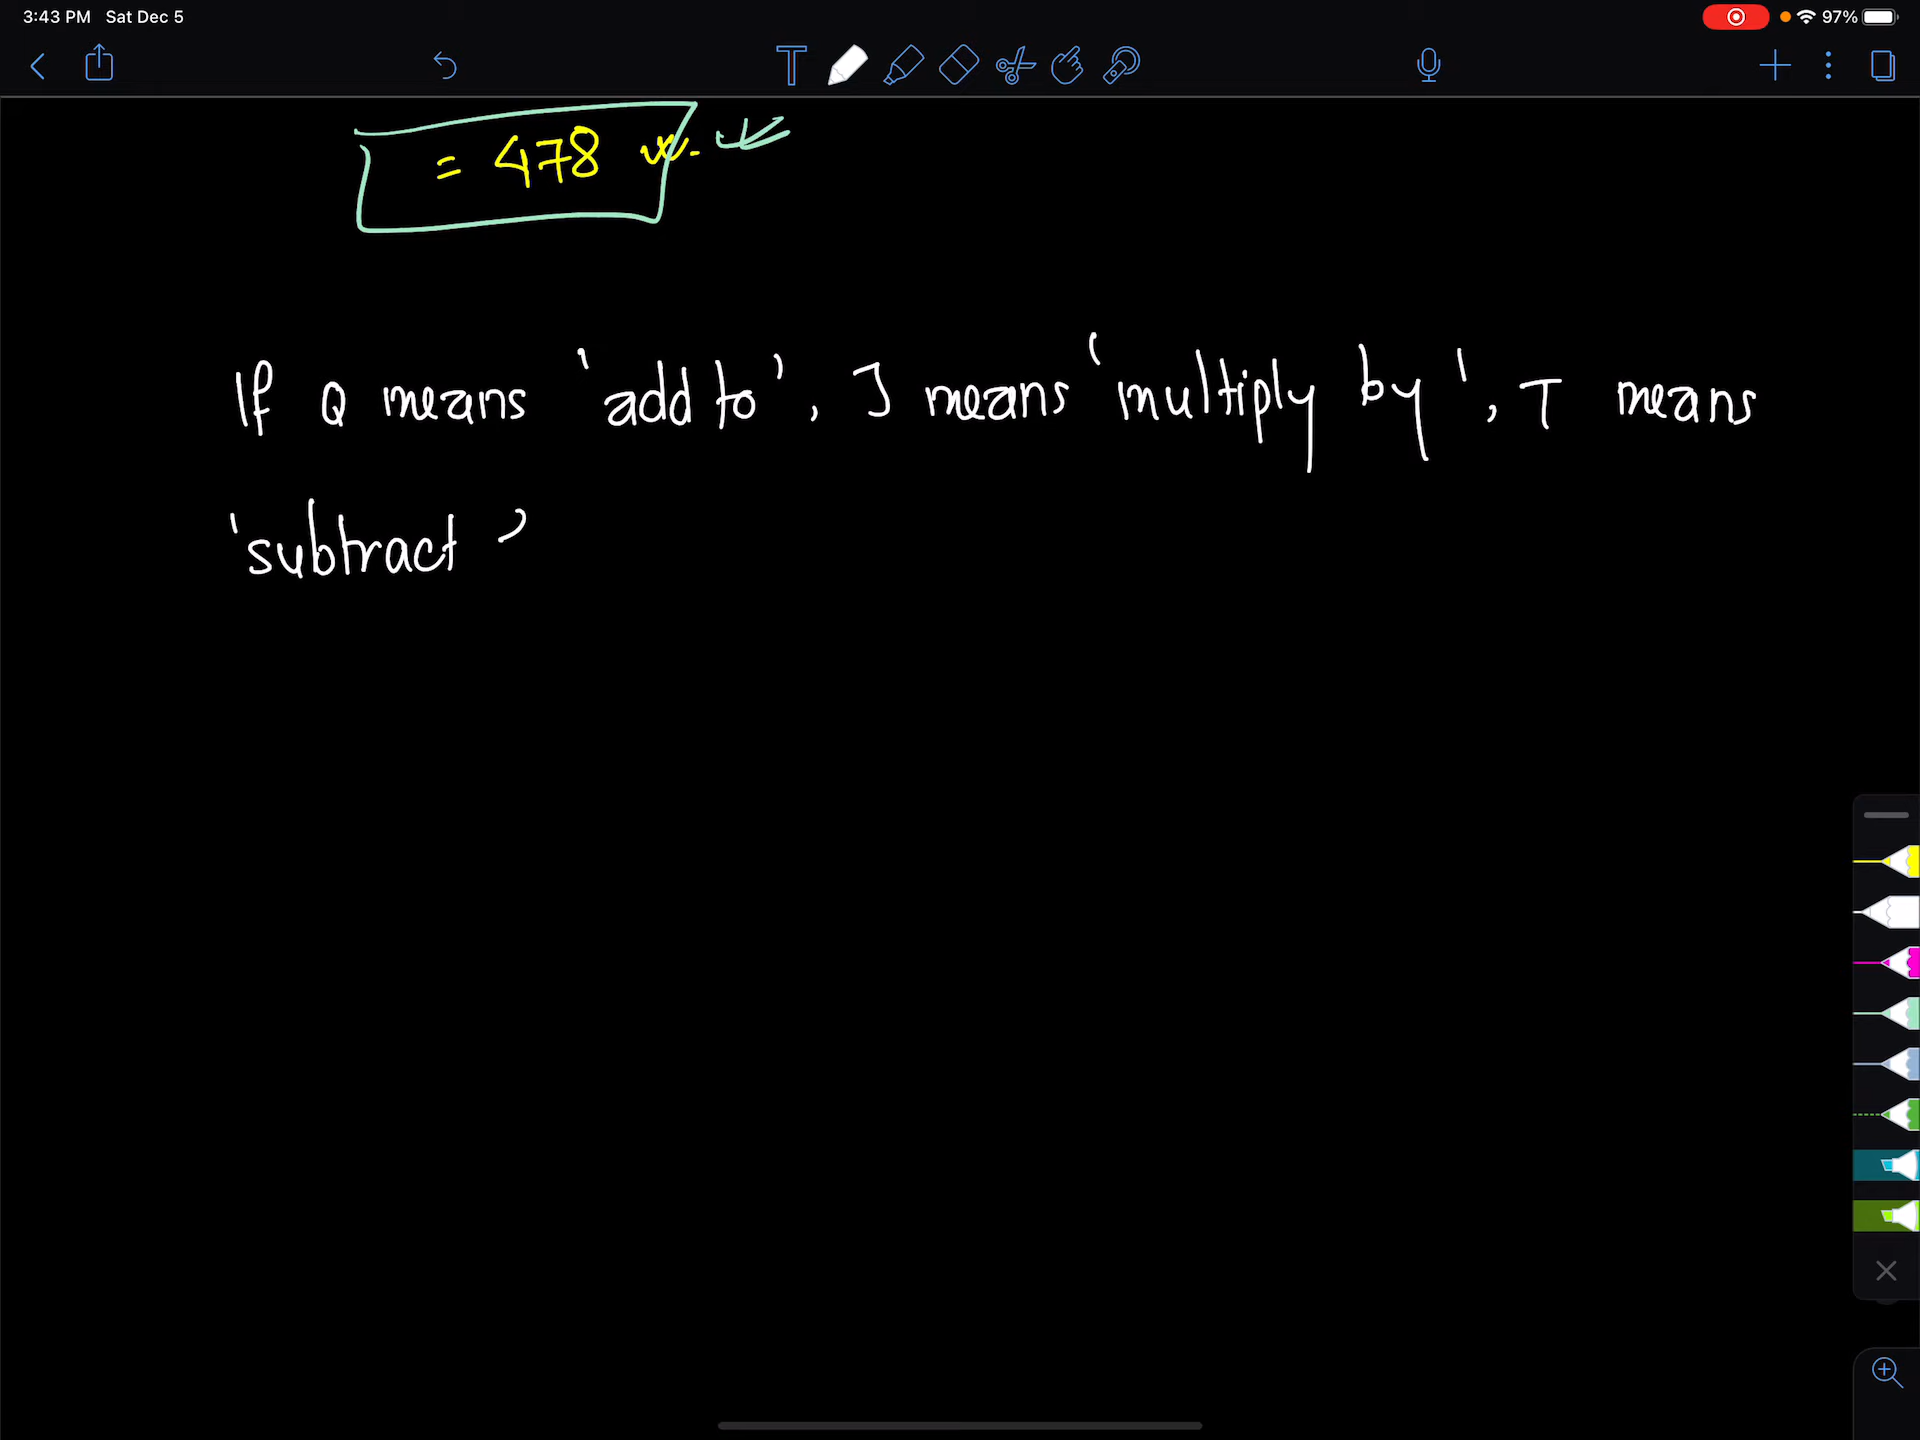 3:43 PM Sat Dec 5
97%
= 478
If Q means 'add to', J means 'multiply by', T means
'subtract'